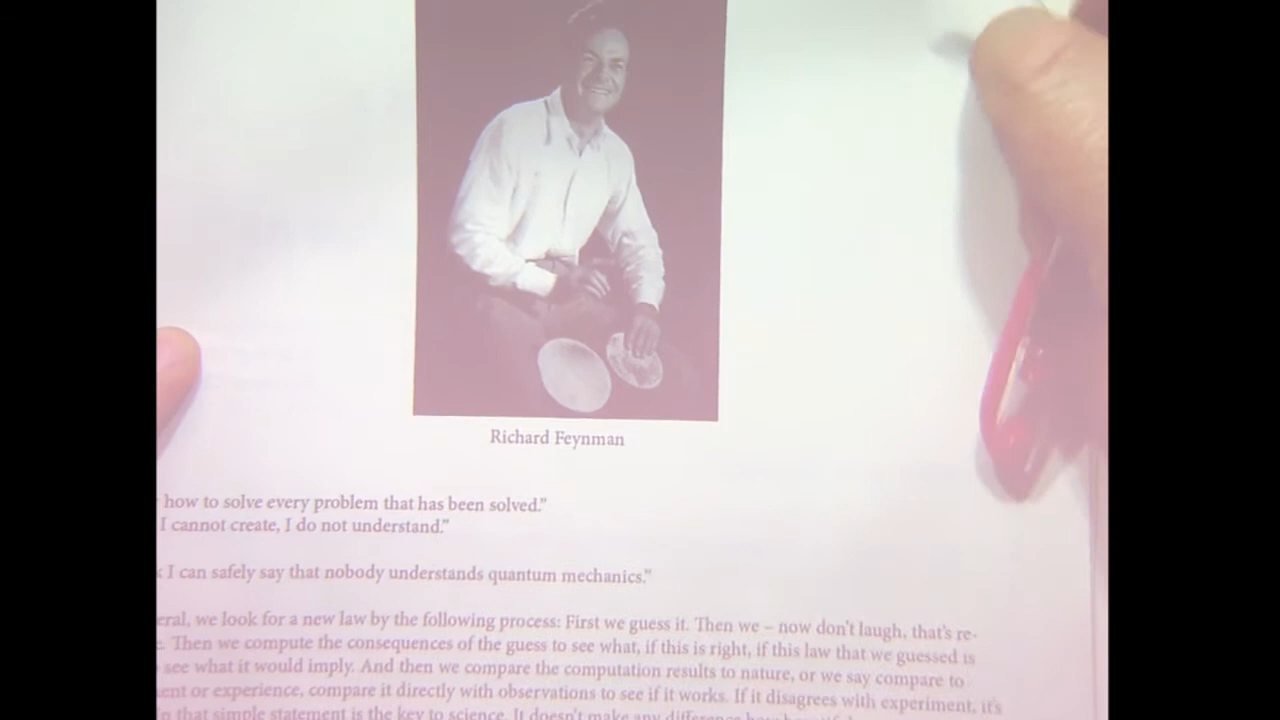 Richard Feynman
how to solve every problem that has been solved."
I cannot create, I do not understand."
I can safely say that nobody understands quantum mechanics."
eral, we look for a new law by the following process: First we guess it. Then we – now don't laugh, that's re-
Then we compute the consequences of the guess to see what, if this is right, if this law that we guessed is
see what it would imply. And then we compare the computation results to nature, or we say compare to
ent or experience, compare it directly with observations to see if it works. If it disagrees with experiment, it's
n that simple statement is the key to science. It doesn't make any difference how